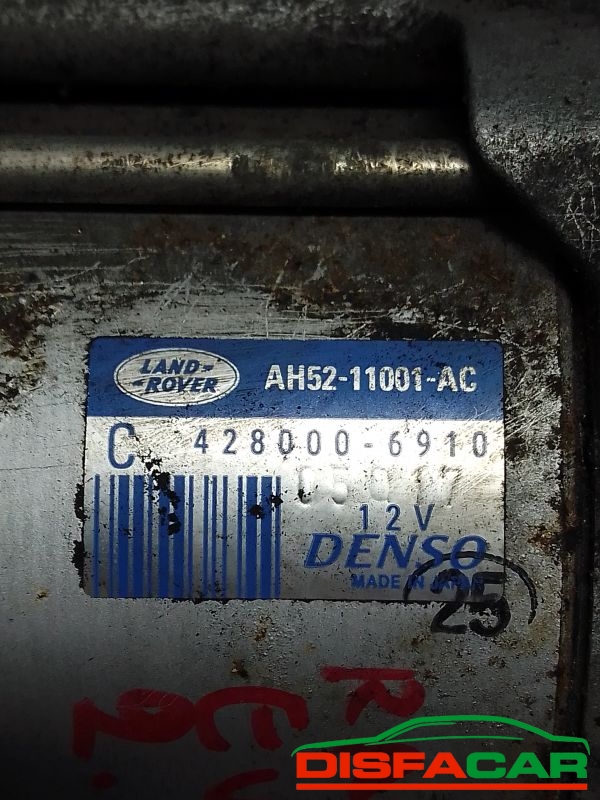 LAND-
-ROVER
AH52-11001-AC
C 428000-6910
12V
DENSO
MADE IN JAPAN
25
DISFACAR